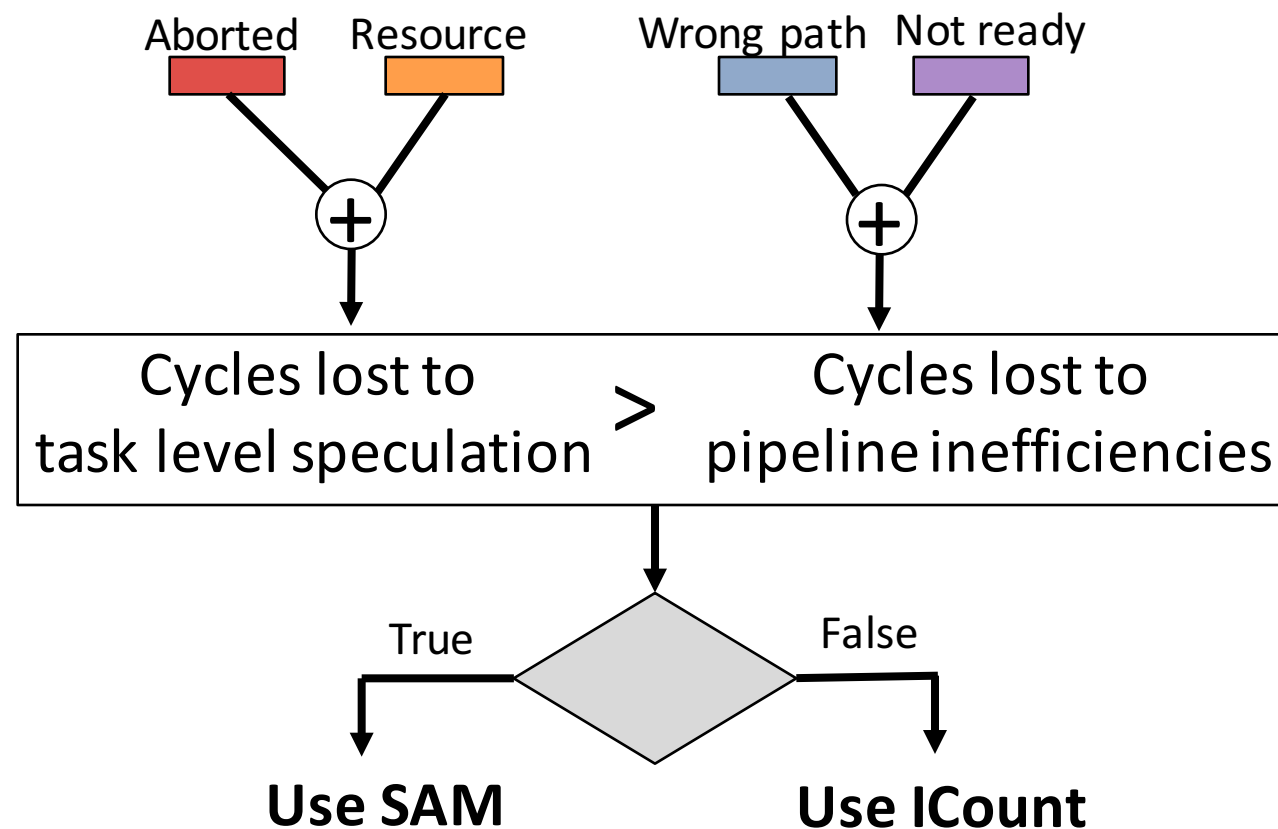 Aborted Resource Wrong path Not ready
+ +
Cycles lost to > Cycles lost to
task level speculation pipeline inefficiencies
True False
Use SAM Use ICount